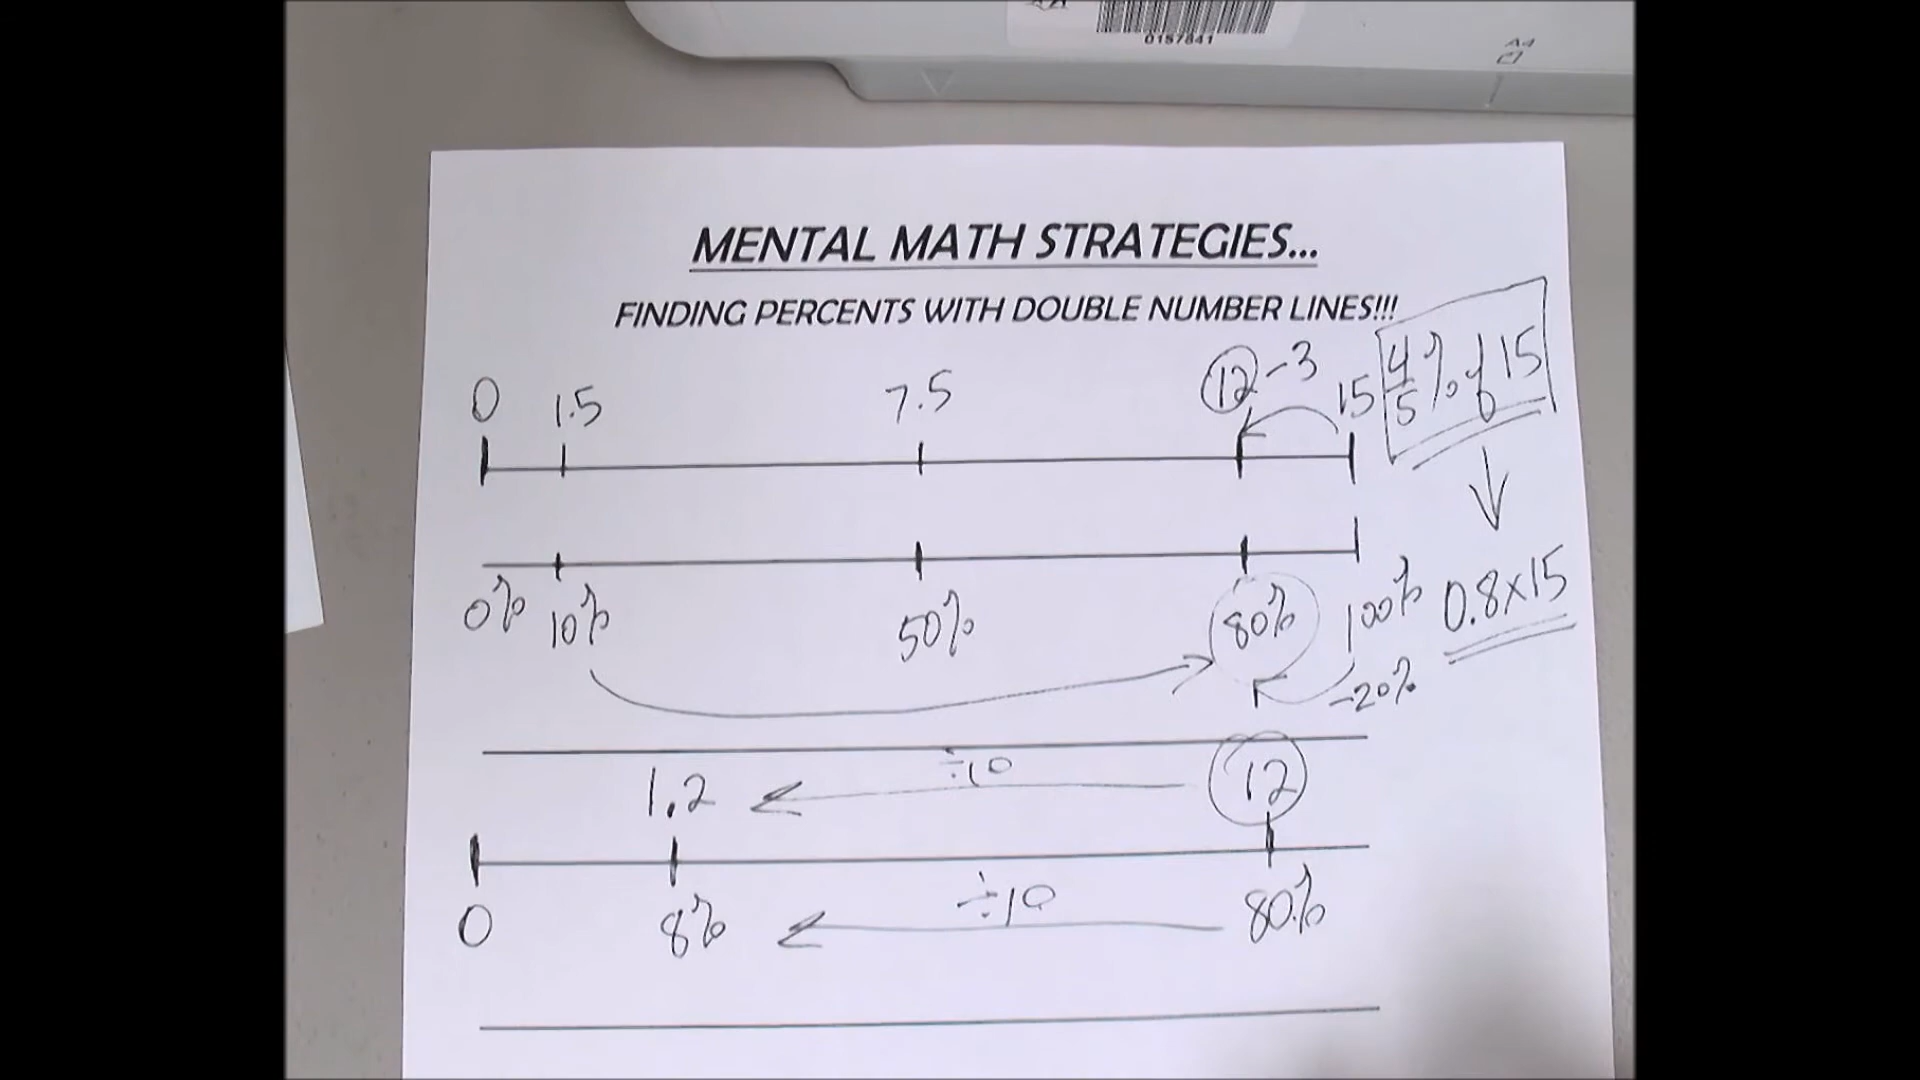 0157841
A4
MENTAL MATH STRATEGIES...
FINDING PERCENTS WITH DOUBLE NUMBER LINES!!!
0 1.5 7.5 12 -3 15 4/5 % of 15
0% 10% 50% 80% 100% 0.8×15
-20%
1.2 ÷10 12
0 8% ÷10 80%